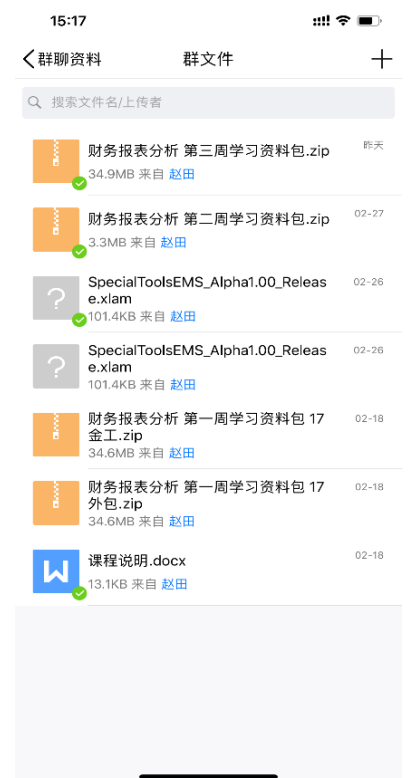 15:17
群聊资料
群文件
搜索文件名/上传者
财务报表分析 第三周学习资料包.zip
昨天
34.9MB 来自 赵田
财务报表分析 第二周学习资料包.zip
02-27
3.3MB 来自 赵田
SpecialToolsEMS_Alpha1.00_Releas
02-26
e.xlam
101.4KB 来自 赵田
SpecialToolsEMS_Alpha1.00_Releas
02-26
e.xlam
101.4KB 来自 赵田
财务报表分析 第一周学习资料包 17
02-18
金工.zip
34.6MB 来自 赵田
财务报表分析 第一周学习资料包 17
02-18
外包.zip
34.6MB 来自 赵田
课程说明.docx
02-18
13.1KB 来自 赵田